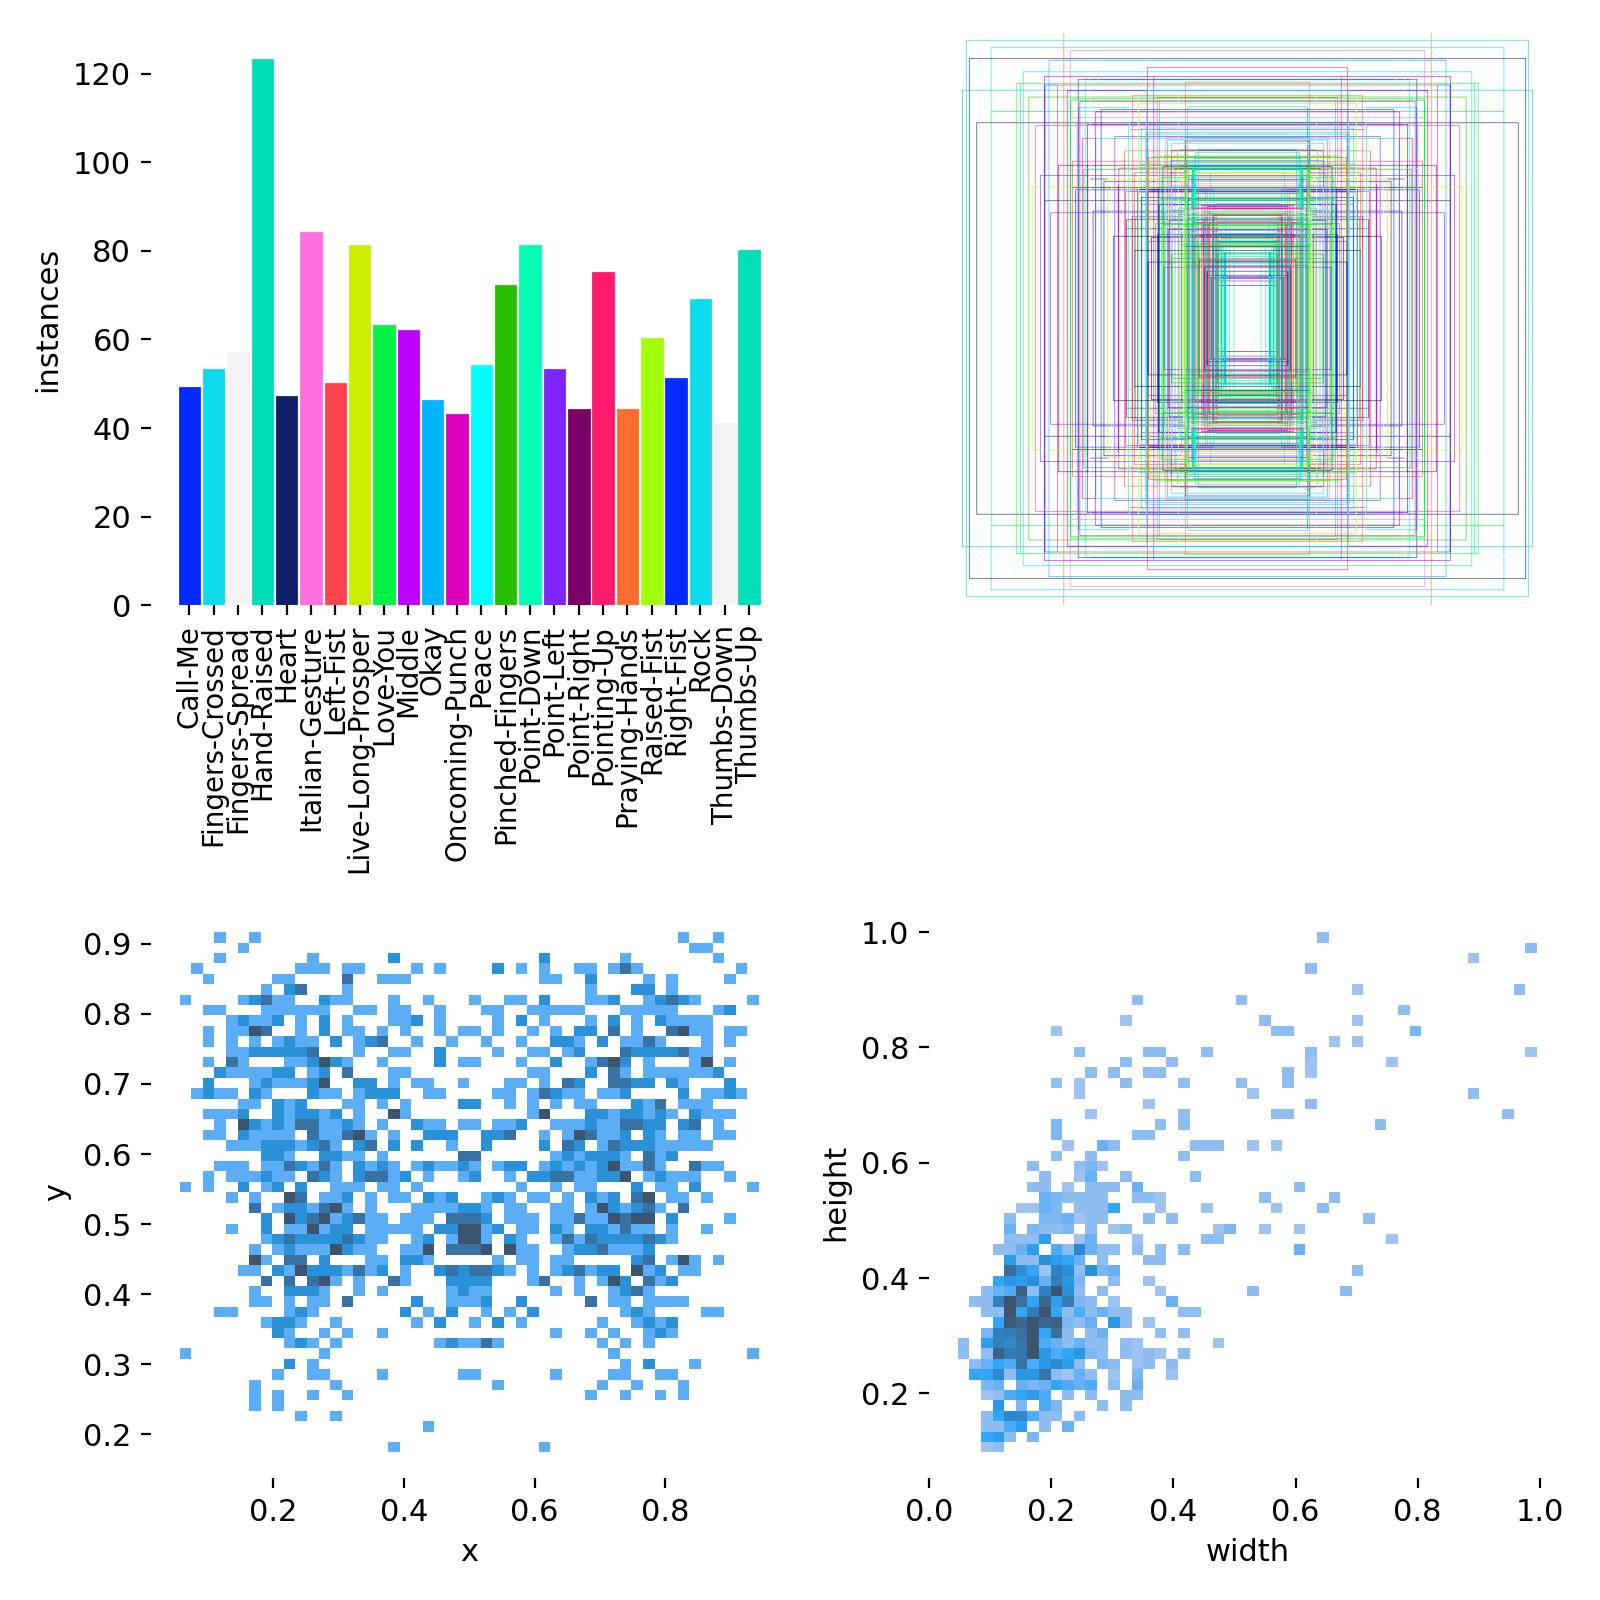 instances
120
100
80
60
40
20
0
Call-Me
Fingers-Crossed
Fingers-Spread
Hand-Raised
Heart
Italian-Gesture
Left-Fist
Live-Long-Prosper
Love-You
Middle
Okay
Oncoming-Punch
Peace
Pinched-Fingers
Point-Down
Point-Left
Point-Right
Pointing-Up
Praying-Hands
Raised-Fist
Right-Fist
Rock
Thumbs-Down
Thumbs-Up
y
0.9
0.8
0.7
0.6
0.5
0.4
0.3
0.2
0.2 0.4 0.6 0.8
x
height
1.0
0.8
0.6
0.4
0.2
0.0 0.2 0.4 0.6 0.8 1.0
width